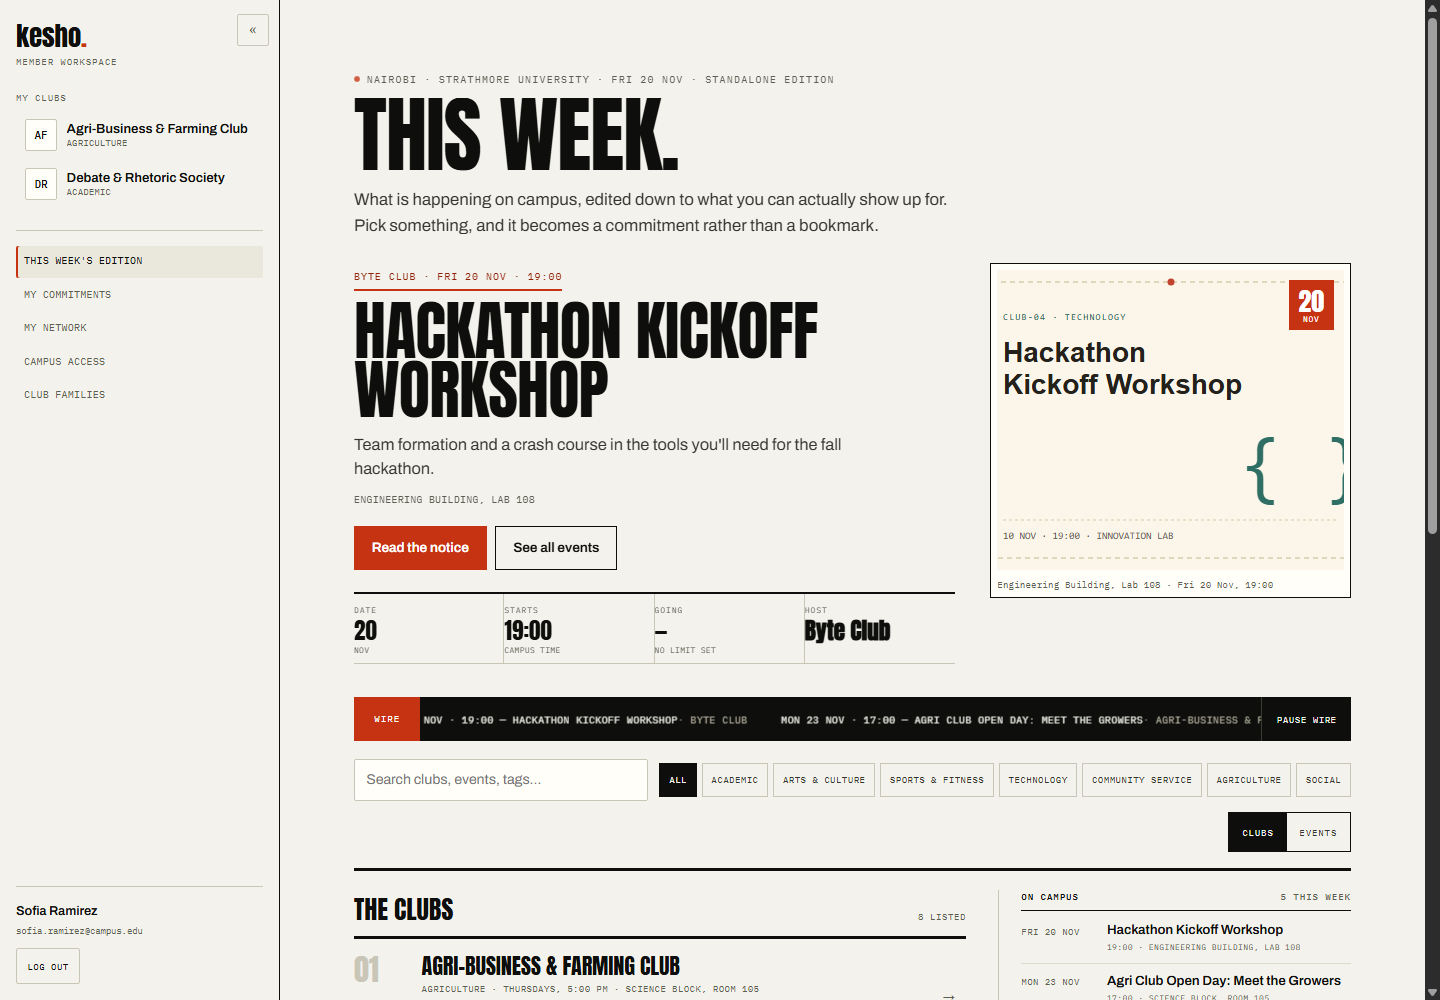 kesho.
«
MEMBER WORKSPACE
MY CLUBS
AF
Agri-Business & Farming Club
AGRICULTURE
DR
Debate & Rhetoric Society
ACADEMIC
THIS WEEK'S EDITION
MY COMMITMENTS
MY NETWORK
CAMPUS ACCESS
CLUB FAMILIES
Sofia Ramirez
sofia.ramirez@campus.edu
LOG OUT
NAIROBI · STRATHMORE UNIVERSITY · FRI 20 NOV · STANDALONE EDITION
THIS WEEK.
What is happening on campus, edited down to what you can actually show up for.
Pick something, and it becomes a commitment rather than a bookmark.
BYTE CLUB · FRI 20 NOV · 19:00
HACKATHON KICKOFF
WORKSHOP
Team formation and a crash course in the tools you'll need for the fall
hackathon.
ENGINEERING BUILDING, LAB 108
Read the notice
See all events
DATE
20
NOV
STARTS
19:00
CAMPUS TIME
GOING
—
NO LIMIT SET
HOST
Byte Club
20
NOV
CLUB-04 · TECHNOLOGY
Hackathon
Kickoff Workshop
{ }
10 NOV · 19:00 · INNOVATION LAB
Engineering Building, Lab 108 · Fri 20 Nov, 19:00
WIRE
NOV · 19:00 — HACKATHON KICKOFF WORKSHOP · BYTE CLUB
MON 23 NOV · 17:00 — AGRI CLUB OPEN DAY: MEET THE GROWERS · AGRI-BUSINESS & F
PAUSE WIRE
Search clubs, events, tags…
ALL
ACADEMIC
ARTS & CULTURE
SPORTS & FITNESS
TECHNOLOGY
COMMUNITY SERVICE
AGRICULTURE
SOCIAL
CLUBS
EVENTS
THE CLUBS
8 LISTED
01
AGRI-BUSINESS & FARMING CLUB
AGRICULTURE · THURSDAYS, 5:00 PM · SCIENCE BLOCK, ROOM 105
→
ON CAMPUS
5 THIS WEEK
FRI 20 NOV
Hackathon Kickoff Workshop
19:00 · ENGINEERING BUILDING, LAB 108
MON 23 NOV
Agri Club Open Day: Meet the Growers
17:00 · SCIENCE BLOCK, ROOM 105